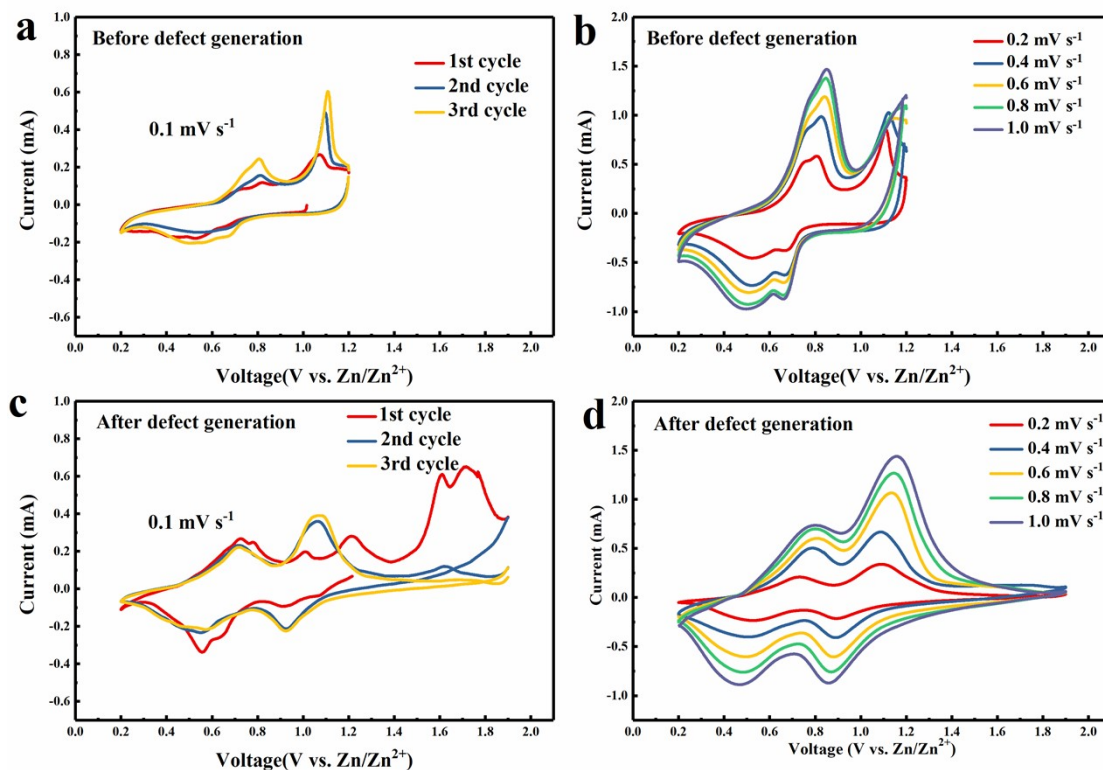 a
Before defect generation
1st cycle
2nd cycle
3rd cycle
0.1 mV s⁻¹
Current (mA)
1.0
0.8
0.6
0.4
0.2
0.0
-0.2
-0.4
-0.6
0.0 0.2 0.4 0.6 0.8 1.0 1.2 1.4 1.6 1.8 2.0
Voltage(V vs. Zn/Zn²⁺)
b
Before defect generation
0.2 mV s⁻¹
0.4 mV s⁻¹
0.6 mV s⁻¹
0.8 mV s⁻¹
1.0 mV s⁻¹
Current (mA)
2.0
1.5
1.0
0.5
0.0
-0.5
-1.0
0.0 0.2 0.4 0.6 0.8 1.0 1.2 1.4 1.6 1.8 2.0
Voltage(V vs. Zn/Zn²⁺)
c
After defect generation
1st cycle
2nd cycle
3rd cycle
0.1 mV s⁻¹
Current (mA)
1.0
0.8
0.6
0.4
0.2
0.0
-0.2
-0.4
-0.6
0.0 0.2 0.4 0.6 0.8 1.0 1.2 1.4 1.6 1.8 2.0
Voltage(V vs. Zn/Zn²⁺)
d
After defect generation
0.2 mV s⁻¹
0.4 mV s⁻¹
0.6 mV s⁻¹
0.8 mV s⁻¹
1.0 mV s⁻¹
Current (mA)
2.0
1.5
1.0
0.5
0.0
-0.5
-1.0
0.0 0.2 0.4 0.6 0.8 1.0 1.2 1.4 1.6 1.8 2.0
Voltage (V vs. Zn/Zn²⁺)